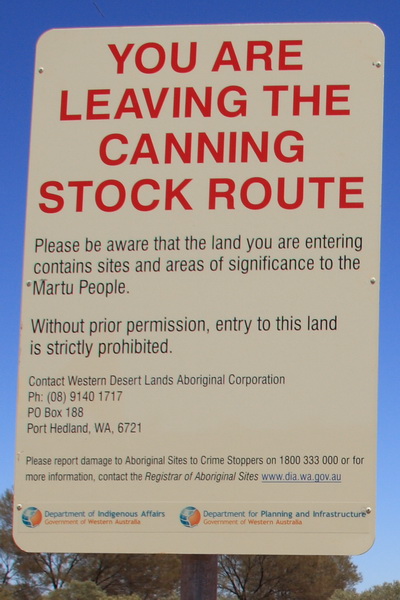 YOU ARE
LEAVING THE
CANNING
STOCK ROUTE
Please be aware that the land you are entering
contains sites and areas of significance to the
Martu People.
Without prior permission, entry to this land
is strictly prohibited.
Contact Western Desert Lands Aboriginal Corporation
Ph: (08) 9140 1717
PO Box 188
Port Hedland, WA, 6721
Please report damage to Aboriginal Sites to Crime Stoppers on 1800 333 000 or for
more information, contact the Registrar of Aboriginal Sites www.dia.wa.gov.au
Department of Indigenous Affairs
Government of Western Australia
Department for Planning and Infrastructure
Government of Western Australia